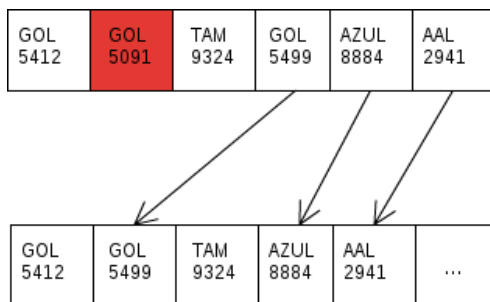 GOL GOL TAM GOL AZUL AAL
5412 5091 9324 5499 8884 2941
GOL GOL TAM AZUL AAL
5412 5499 9324 8884 2941 ...